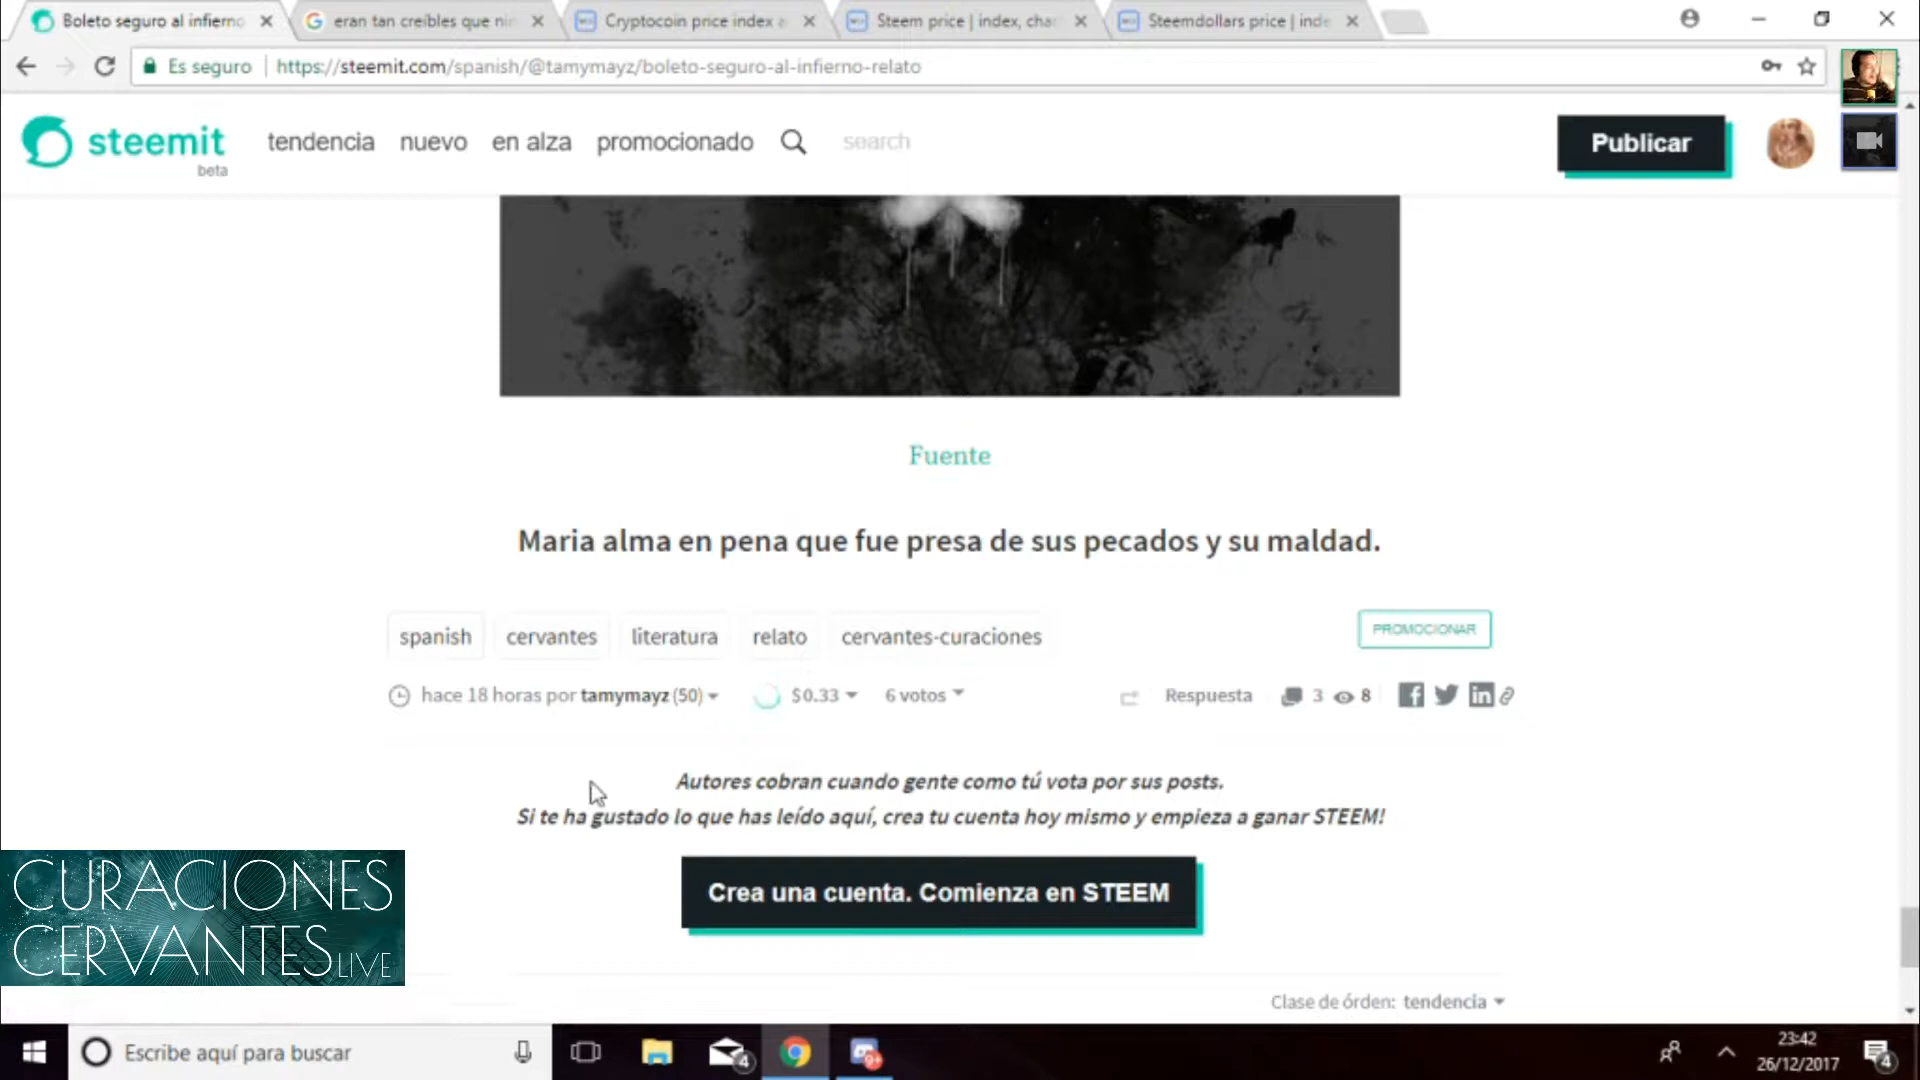 Boleto seguro al infierno
eran tan creíbles que nin
Cryptocoin price index a
Steem price | index, cha
Steemdollars price | inde
Es seguro
https://steemit.com/spanish/@tamymayz/boleto-seguro-al-infierno-relato
steemit
beta
tendencia
nuevo
en alza
promocionado
search
Publicar
Fuente
Maria alma en pena que fue presa de sus pecados y su maldad.
spanish
cervantes
literatura
relato
cervantes-curaciones
PROMOCIONAR
hace 18 horas por tamymayz (50)
$0.33
6 votos
Respuesta
3
8
Autores cobran cuando gente como tú vota por sus posts.
Si te ha gustado lo que has leído aquí, crea tu cuenta hoy mismo y empieza a ganar STEEM!
Crea una cuenta. Comienza en STEEM
CURACIONES
CERVANTES LIVE
Clase de órden: tendencia
Escribe aquí para buscar
4
9+
23:42
26/12/2017
4